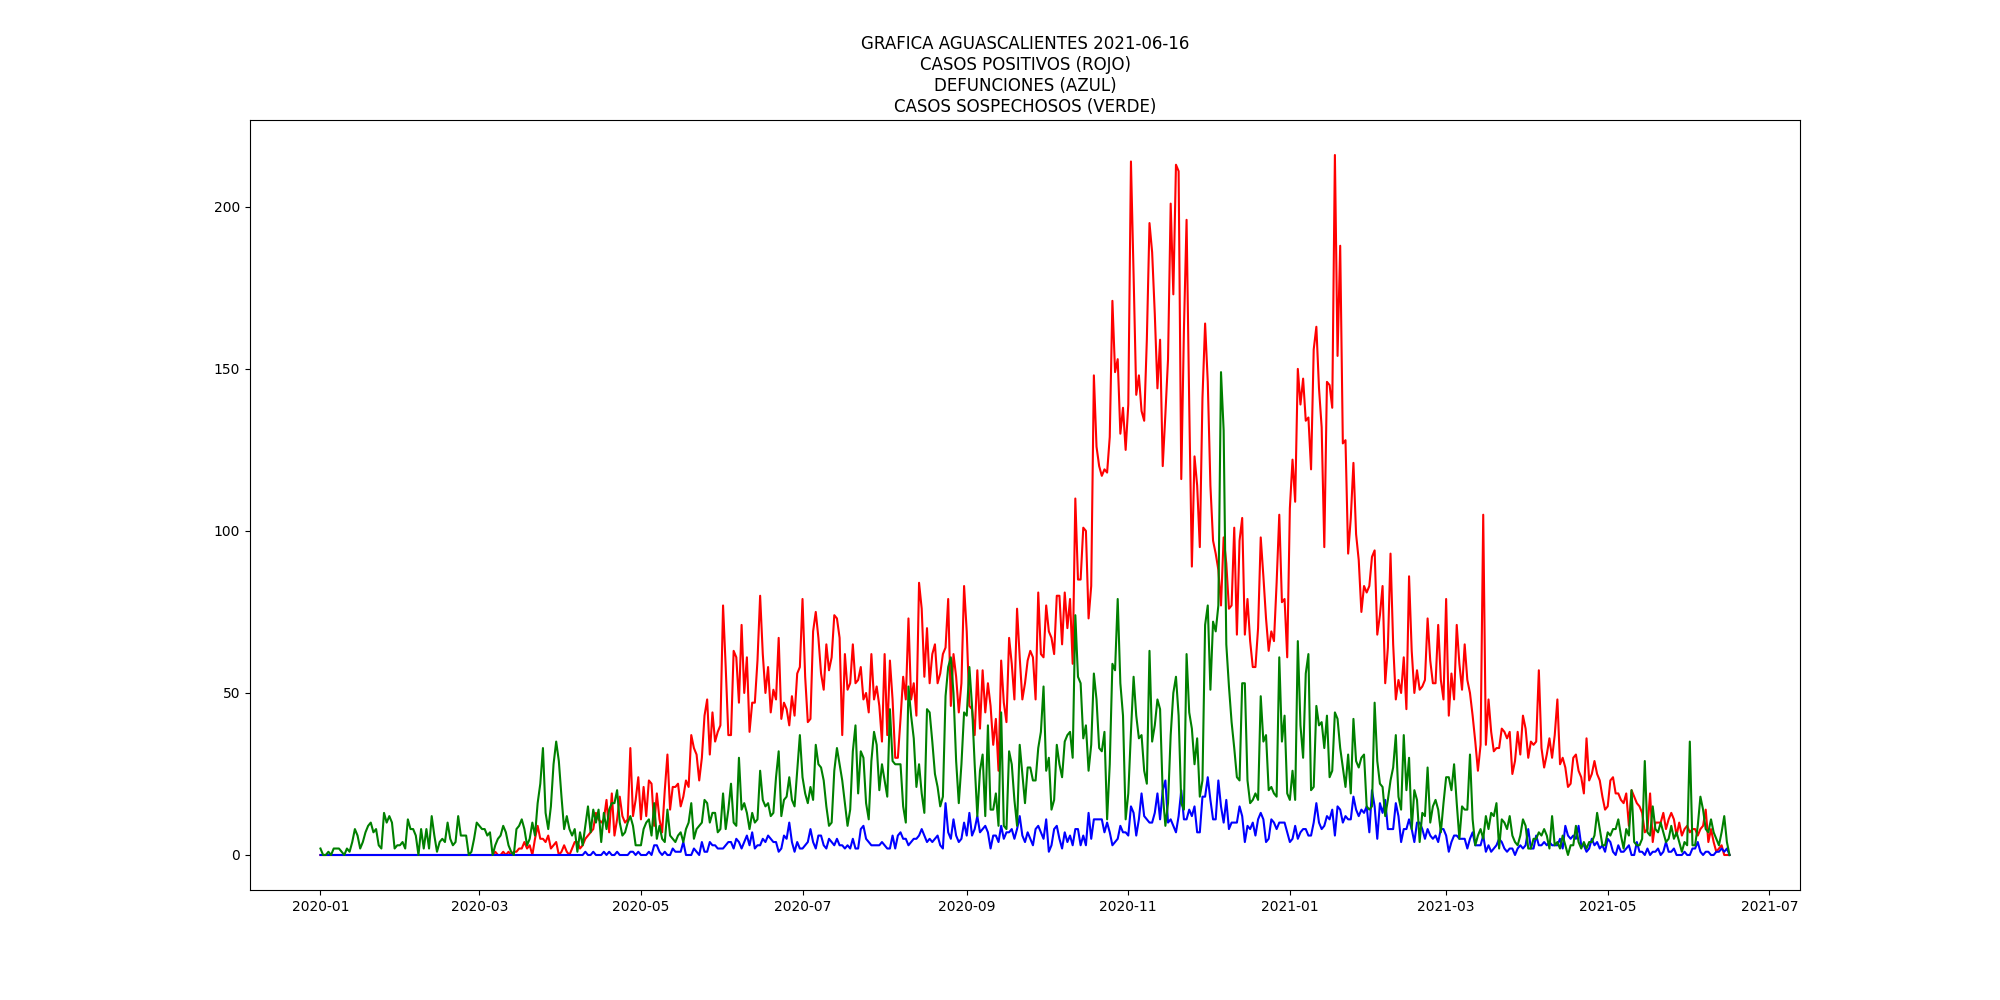 GRAFICA AGUASCALIENTES 2021-06-16
CASOS POSITIVOS (ROJO)
DEFUNCIONES (AZUL)
CASOS SOSPECHOSOS (VERDE)
200
150
100
50
0
2020-01 2020-03 2020-05 2020-07 2020-09 2020-11 2021-01 2021-03 2021-05 2021-07